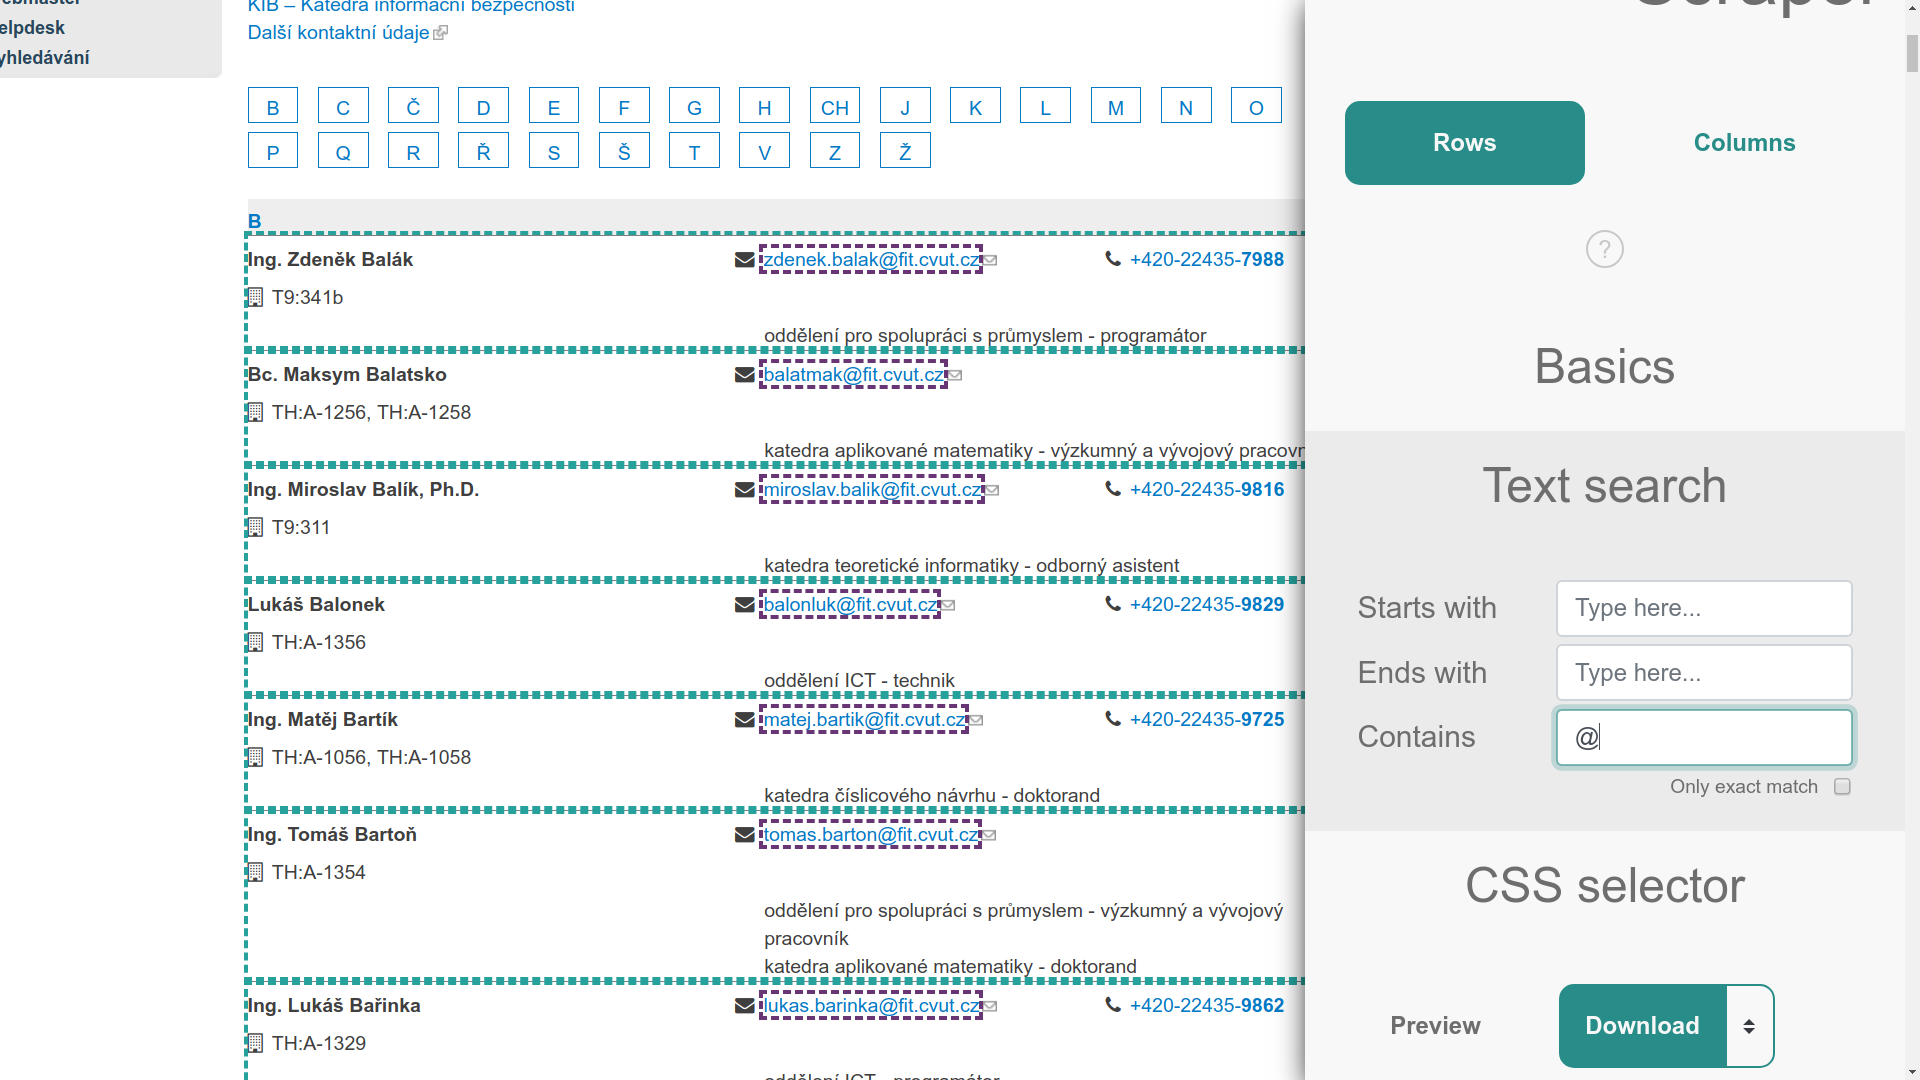 elpdesk
yhledávání
KIB – Katedra informační bezpečnosti
Další kontaktní údaje
B C Č D E F G H CH J K L M N O
P Q R Ř S Š T V Z Ž
B
Ing. Zdeněk Balák zdenek.balak@fit.cvut.cz +420-22435-7988
T9:341b
oddělení pro spolupráci s průmyslem - programátor
Bc. Maksym Balatsko balatmak@fit.cvut.cz
TH:A-1256, TH:A-1258
katedra aplikované matematiky - výzkumný a vývojový pracovn
Ing. Miroslav Balík, Ph.D. miroslav.balik@fit.cvut.cz +420-22435-9816
T9:311
katedra teoretické informatiky - odborný asistent
Lukáš Balonek balonluk@fit.cvut.cz +420-22435-9829
TH:A-1356
oddělení ICT - technik
Ing. Matěj Bartík matej.bartik@fit.cvut.cz +420-22435-9725
TH:A-1056, TH:A-1058
katedra číslicového návrhu - doktorand
Ing. Tomáš Bartoň tomas.barton@fit.cvut.cz
TH:A-1354
oddělení pro spolupráci s průmyslem - výzkumný a vývojový
pracovník
katedra aplikované matematiky - doktorand
Ing. Lukáš Bařinka lukas.barinka@fit.cvut.cz +420-22435-9862
TH:A-1329
oddělení ICT - programátor
Scraper
Rows Columns
?
Basics
Text search
Starts with Type here...
Ends with Type here...
Contains @
Only exact match
CSS selector
Preview Download